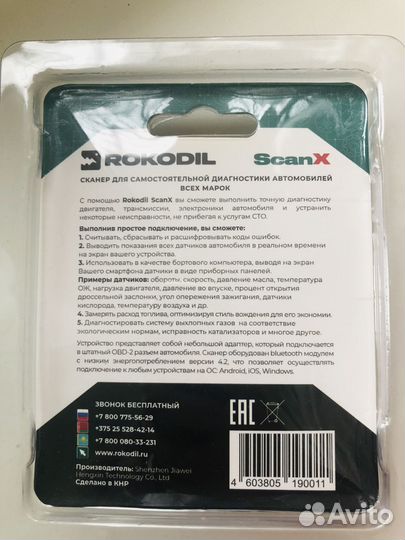 ROKODIL ScanX
СКАНЕР ДЛЯ САМОСТОЯТЕЛЬНОЙ ДИАГНОСТИКИ АВТОМОБИЛЕЙ
ВСЕХ МАРОК
С помощью Rokodil ScanX вы сможете выполнить точную диагностику
двигателя, трансмиссии, электроники автомобиля и устранить
некоторые неисправности, не прибегая к услугам СТО.
Выполнив простое подключение, вы сможете:
1. Считывать, сбрасывать и расшифровывать коды ошибок.
2. Выводить показания всех датчиков автомобиля в реальном времени
на экран вашего устройства.
3. Использовать в качестве бортового компьютера, выводя на экран
Вашего смартфона датчики в виде приборных панелей.
Примеры датчиков: обороты, скорость, давление масла, температура
ОЖ, нагрузка двигателя, давление во впуске, процент открытия
дроссельной заслонки, угол опережения зажигания, датчики
кислорода, температуру воздуха и др.
4. Замерять расход топлива, оптимизируя стиль вождения для его экономии.
5. Диагностировать систему выхлопных газов на соответствие
экологическим нормам, исправность катализаторов и многое другое.
Устройство представляет собой небольшой адаптер, который подключается
в штатный OBD-2 разъем автомобиля. Сканер оборудован bluetooth модулем
с низким энергопотреблением версии 4.2, что позволяет осуществлять
подключение к любым устройствам на ОС Android, iOS, Windows.
ЗВОНОК БЕСПЛАТНЫЙ
+7 800 775-56-29
+375 25 528-42-14
+7 800 080-33-231
www.rokodil.ru
Производитель: Shenzhen Jiawei
Hengxin Technology Co., Ltd
Сделано в КНР
EAC
4 603805 190011
Avito